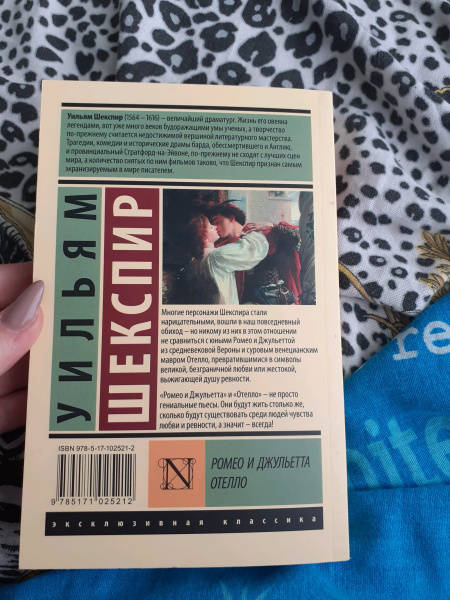 Уильям Шекспир (1564 – 1616) – величайший драматург. Жизнь его овеяна
легендами, вот уже много веков будоражащими умы ученых, а творчество
по-прежнему считается недостижимой вершиной литературного мастерства.
Трагедии, комедии и исторические драмы барда, обессмертившего и Англию,
и провинциальный Стратфорд-на-Эйвоне, по-прежнему не сходят с лучших сцен
мира, а количество снятых по ним фильмов таково, что Шекспир признан самым
экранизируемым в мире писателем.
УИЛЬЯМ
ШЕКСПИР
Многие персонажи Шекспира стали
нарицательными, вошли в наш повседневный
обиход – но никому из них в этом отношении
не сравниться с юными Ромео и Джульеттой
из средневековой Вероны и суровым венецианским
мавром Отелло, превратившимися в символы
великой, безграничной любви или жестокой,
выжигающей душу ревности.
«Ромео и Джульетта» и «Отелло» – не просто
гениальные пьесы. Они будут жить столько же,
сколько будут существовать среди людей чувства
любви и ревности, а значит – всегда!
ISBN 978-5-17-102521-2
9 785171 025212
N
РОМЕО И ДЖУЛЬЕТТА
ОТЕЛЛО
эксклюзивная классика
re